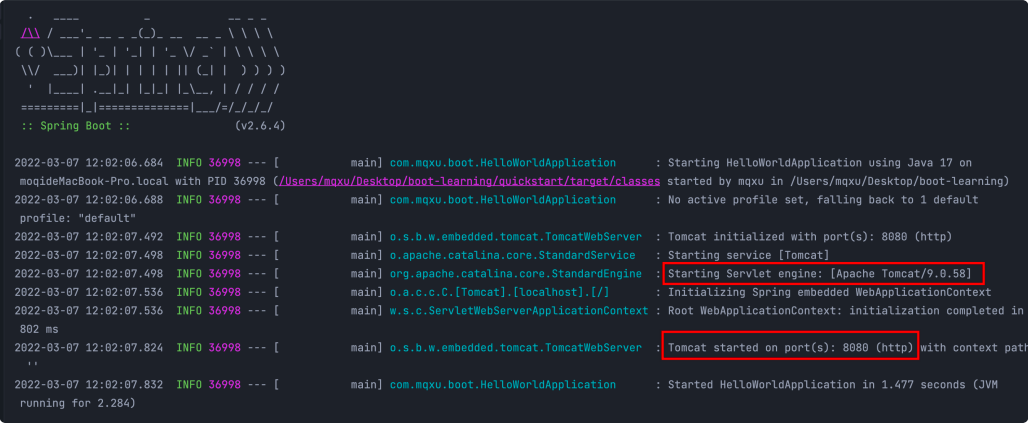 .   ____          _            __ _ _
 /\\ / ___'_ __ _ _(_)_ __  __ _ \ \ \ \
( ( )\___ | '_ | '_| | '_ \/ _` | \ \ \ \
 \\/  ___)| |_)| | | | | || (_| |  ) ) ) )
  '  |____| .__|_| |_|_| |_\__, | / / / /
 =========|_|==============|___/=/_/_/_/
 :: Spring Boot ::                (v2.6.4)
2022-03-07 12:02:06.684  INFO 36998 --- [           main] com.mqxu.boot.HelloWorldApplication      : Starting HelloWorldApplication using Java 17 on
moqideMacBook-Pro.local with PID 36998 (/Users/mqxu/Desktop/boot-learning/quickstart/target/classes started by mqxu in /Users/mqxu/Desktop/boot-learning)
2022-03-07 12:02:06.688  INFO 36998 --- [           main] com.mqxu.boot.HelloWorldApplication      : No active profile set, falling back to 1 default
profile: "default"
2022-03-07 12:02:07.492  INFO 36998 --- [           main] o.s.b.w.embedded.tomcat.TomcatWebServer  : Tomcat initialized with port(s): 8080 (http)
2022-03-07 12:02:07.498  INFO 36998 --- [           main] o.apache.catalina.core.StandardService   : Starting service [Tomcat]
2022-03-07 12:02:07.498  INFO 36998 --- [           main] org.apache.catalina.core.StandardEngine  : Starting Servlet engine: [Apache Tomcat/9.0.58]
2022-03-07 12:02:07.536  INFO 36998 --- [           main] o.a.c.c.C.[Tomcat].[localhost].[/]       : Initializing Spring embedded WebApplicationContext
2022-03-07 12:02:07.536  INFO 36998 --- [           main] w.s.c.ServletWebServerApplicationContext : Root WebApplicationContext: initialization completed in
802 ms
2022-03-07 12:02:07.824  INFO 36998 --- [           main] o.s.b.w.embedded.tomcat.TomcatWebServer  : Tomcat started on port(s): 8080 (http) with context path
''
2022-03-07 12:02:07.832  INFO 36998 --- [           main] com.mqxu.boot.HelloWorldApplication      : Started HelloWorldApplication in 1.477 seconds (JVM
running for 2.284)